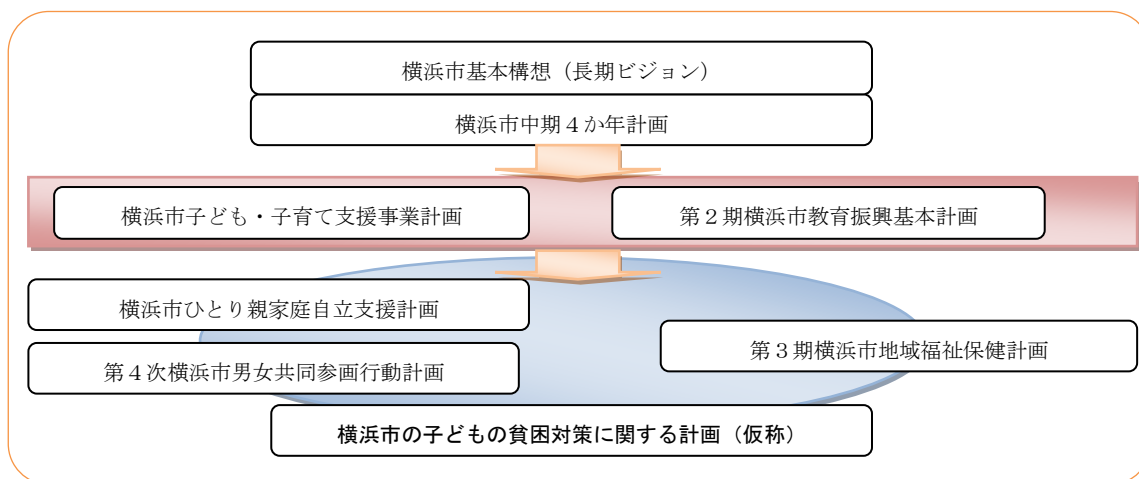 横浜市基本構想（長期ビジョン）
横浜市中期４か年計画
横浜市子ども・子育て支援事業計画
第２期横浜市教育振興基本計画
横浜市ひとり親家庭自立支援計画
第３期横浜市地域福祉保健計画
第４次横浜市男女共同参画行動計画
横浜市の子どもの貧困対策に関する計画（仮称）